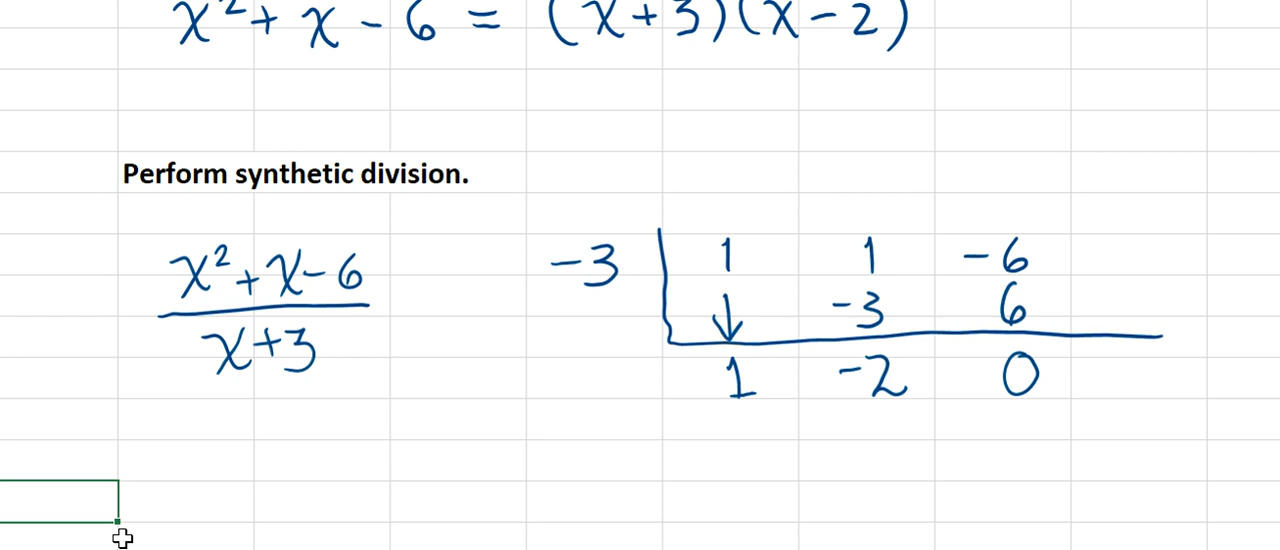 x² + x - 6 = (x+3)(x-2)
Perform synthetic division.
x² + x - 6
x + 3
-3 1 1 -6
↓ -3 6
1 -2 0